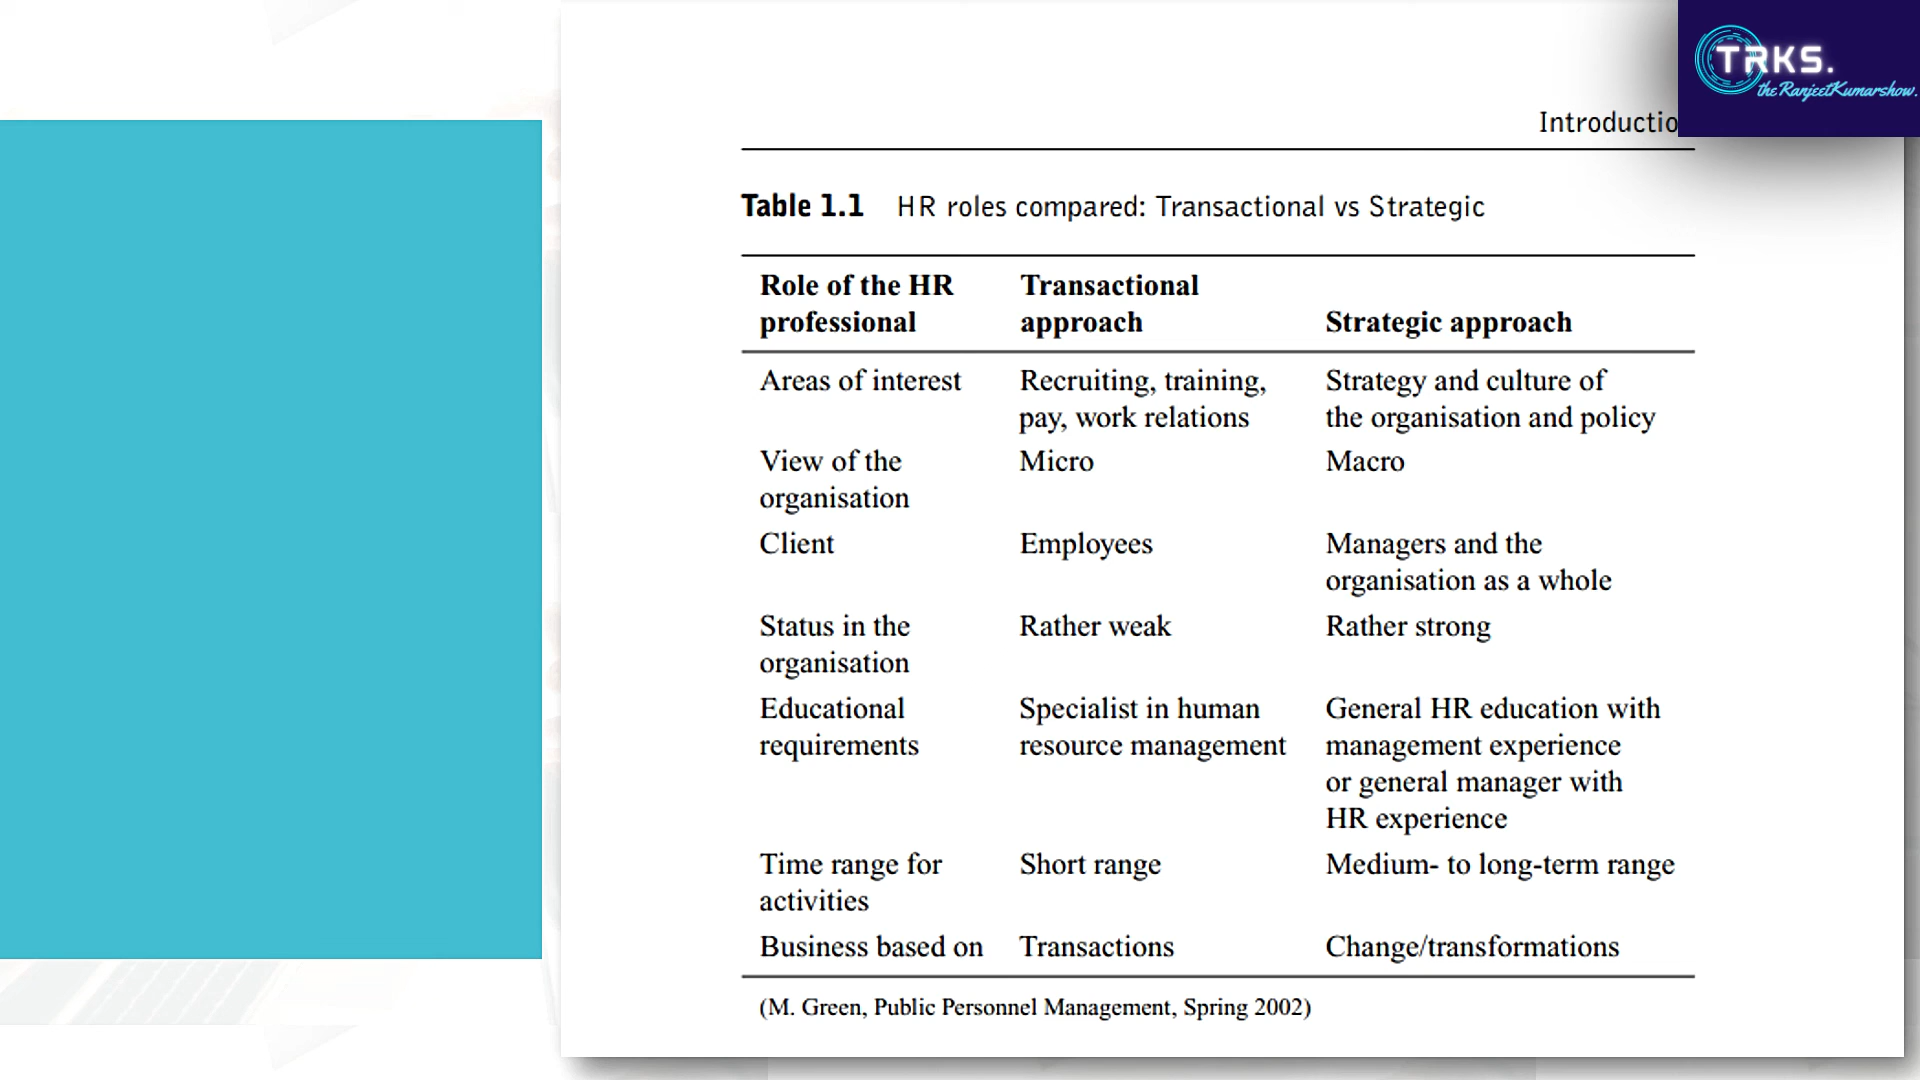 TRKS.
the RanjeetKumarshow.
Introductio
Table 1.1 HR roles compared: Transactional vs Strategic
Role of the HR professional
Transactional approach
Strategic approach
Areas of interest
Recruiting, training,
pay, work relations
Strategy and culture of
the organisation and policy
View of the
organisation
Micro
Macro
Client
Employees
Managers and the
organisation as a whole
Status in the
organisation
Rather weak
Rather strong
Educational
requirements
Specialist in human
resource management
General HR education with
management experience
or general manager with
HR experience
Time range for
activities
Short range
Medium- to long-term range
Business based on
Transactions
Change/transformations
(M. Green, Public Personnel Management, Spring 2002)